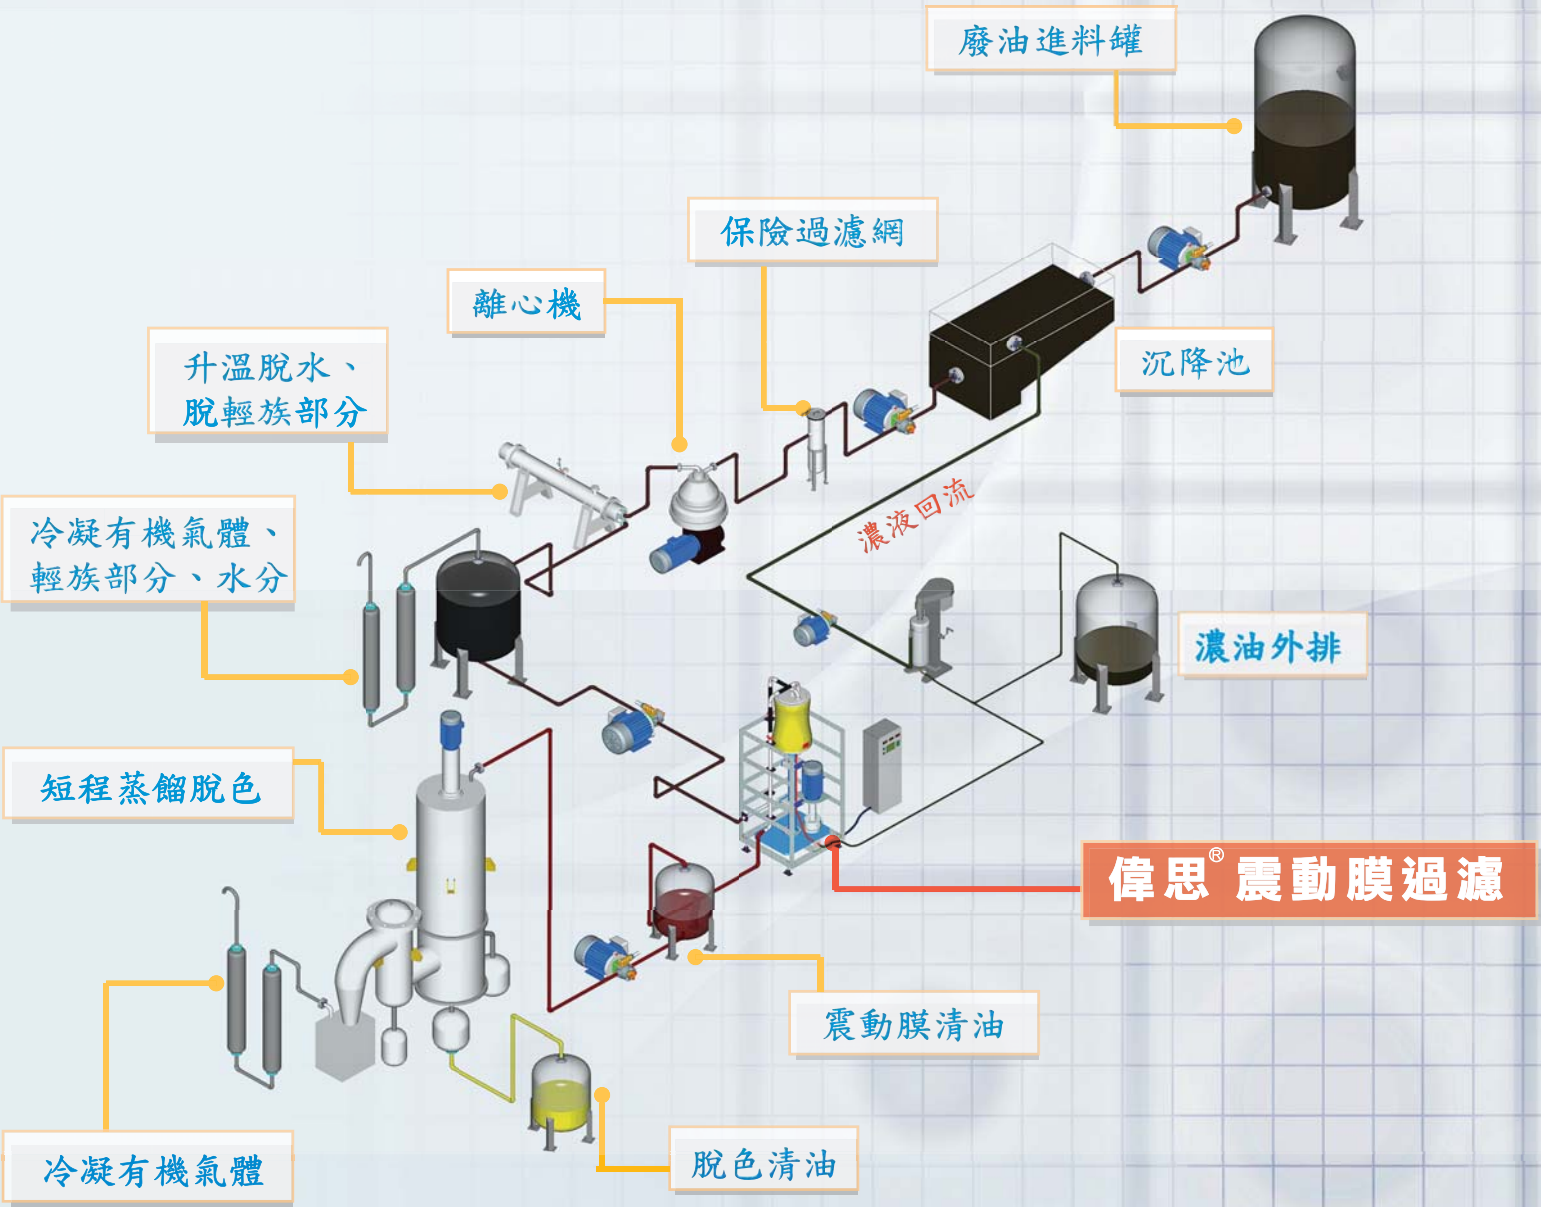 廢油進料罐
保險過濾網
離心機
沉降池
升溫脫水、
脫輕族部分
濃液回流
冷凝有機氣體、
輕族部分、水分
濃油外排
短程蒸餾脫色
偉思® 震動膜過濾
震動膜清油
脫色清油
冷凝有機氣體